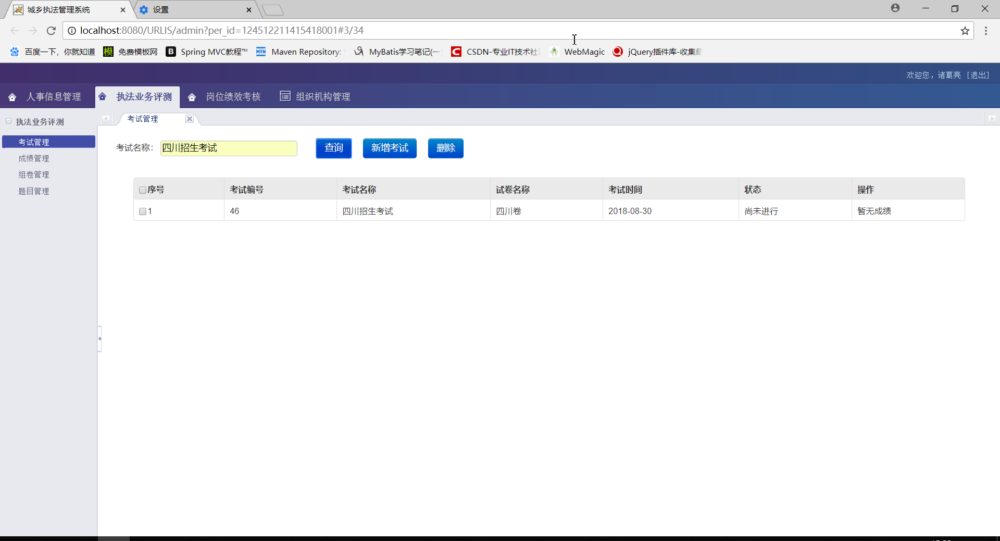 城乡执法管理系统
设置
localhost:8080/URLIS/admin?per_id=124512211415418001#3/34
百度一下，你就知道 模 免费模板网 B Spring MVC教程™ MVN Maven Repository: MyBatis学习笔记(一 C CSDN-专业IT技术社 WebMagic jQuery插件库-收集最
欢迎您，诸葛亮 [退出]
人事信息管理 执法业务评测 岗位绩效考核 组织机构管理
执法业务评测
考试管理
成绩管理
组卷管理
题目管理
考试管理
考试名称： 四川招生考试 查询 新增考试 删除
序号 考试编号 考试名称 试卷名称 考试时间 状态 操作
1 46 四川招生考试 四川卷 2018-08-30 尚未进行 暂无成绩